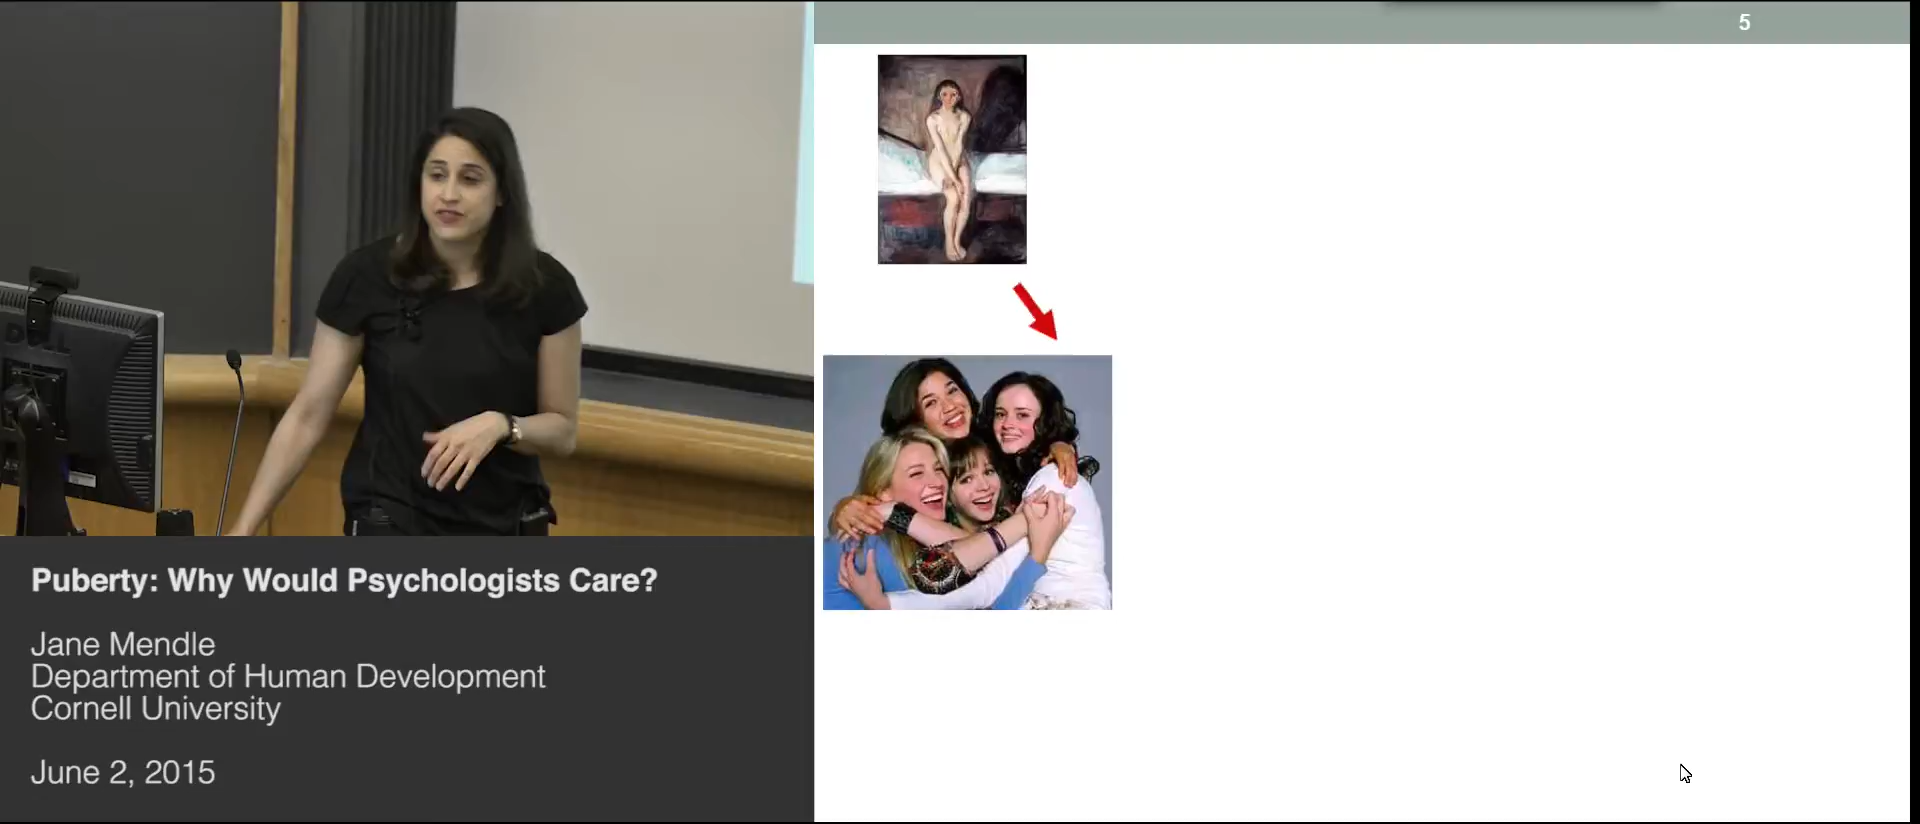 5
Puberty: Why Would Psychologists Care?
Jane Mendle
Department of Human Development
Cornell University
June 2, 2015